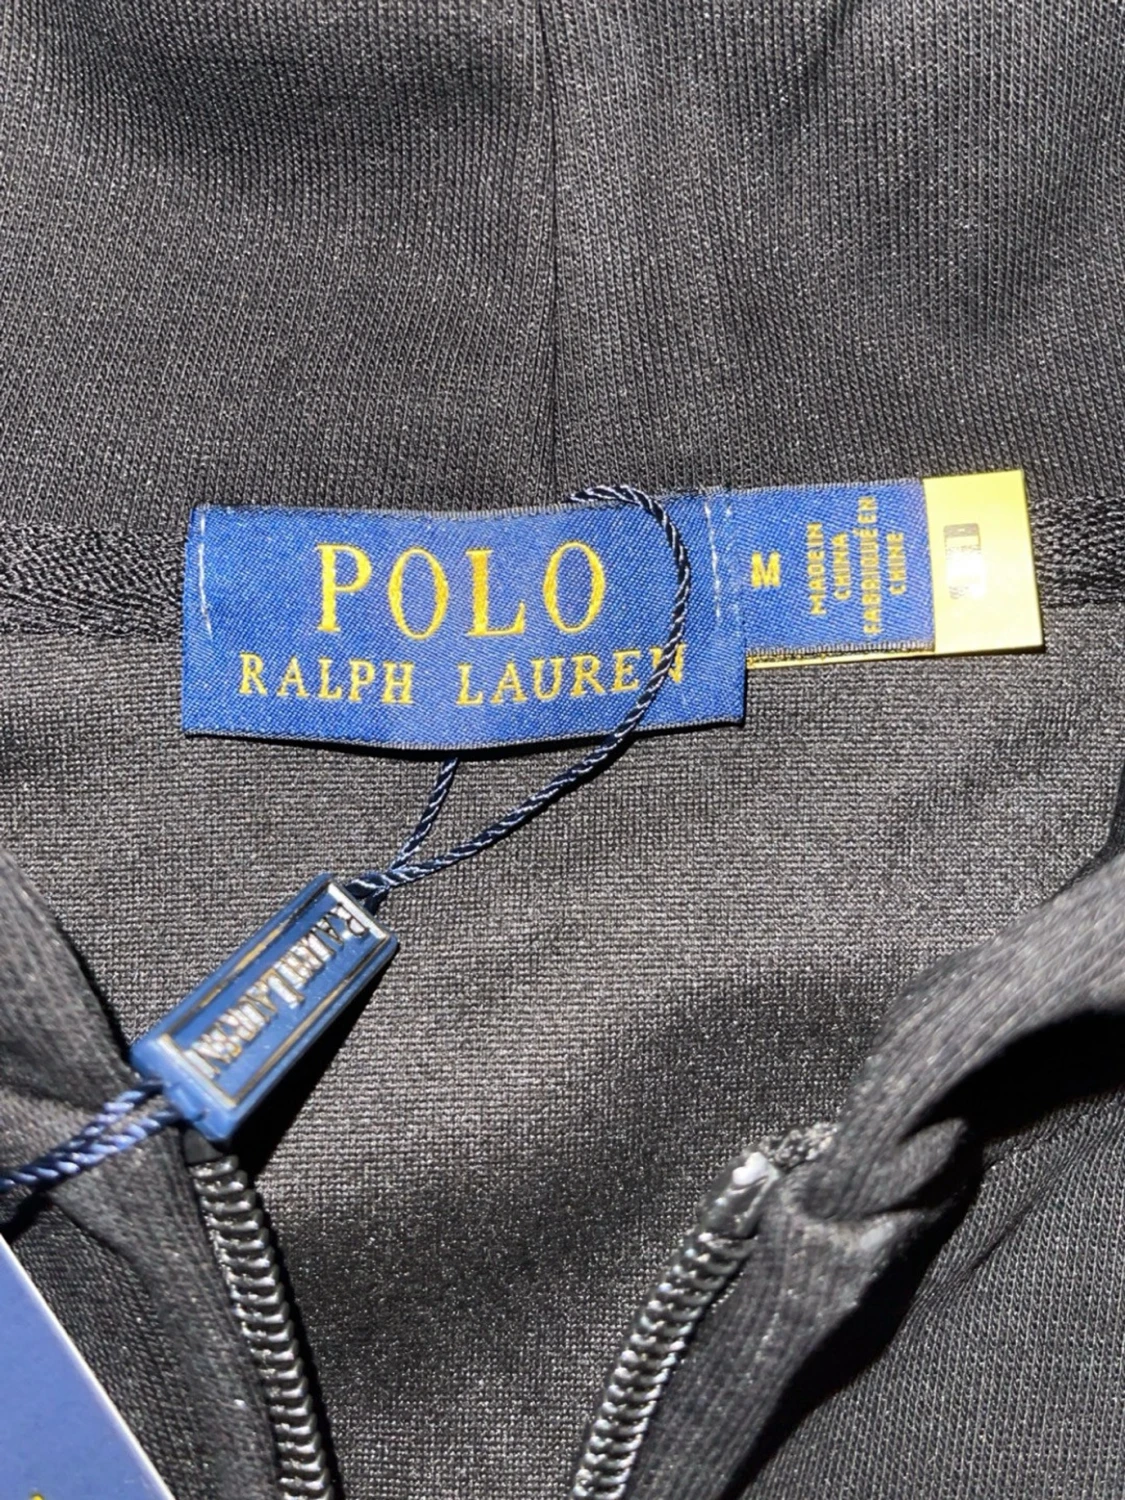 POLO
RALPH LAUREN
M
MADE IN
CHINA
FABRIQUÉ EN
CHINE
RALPH LAUREN